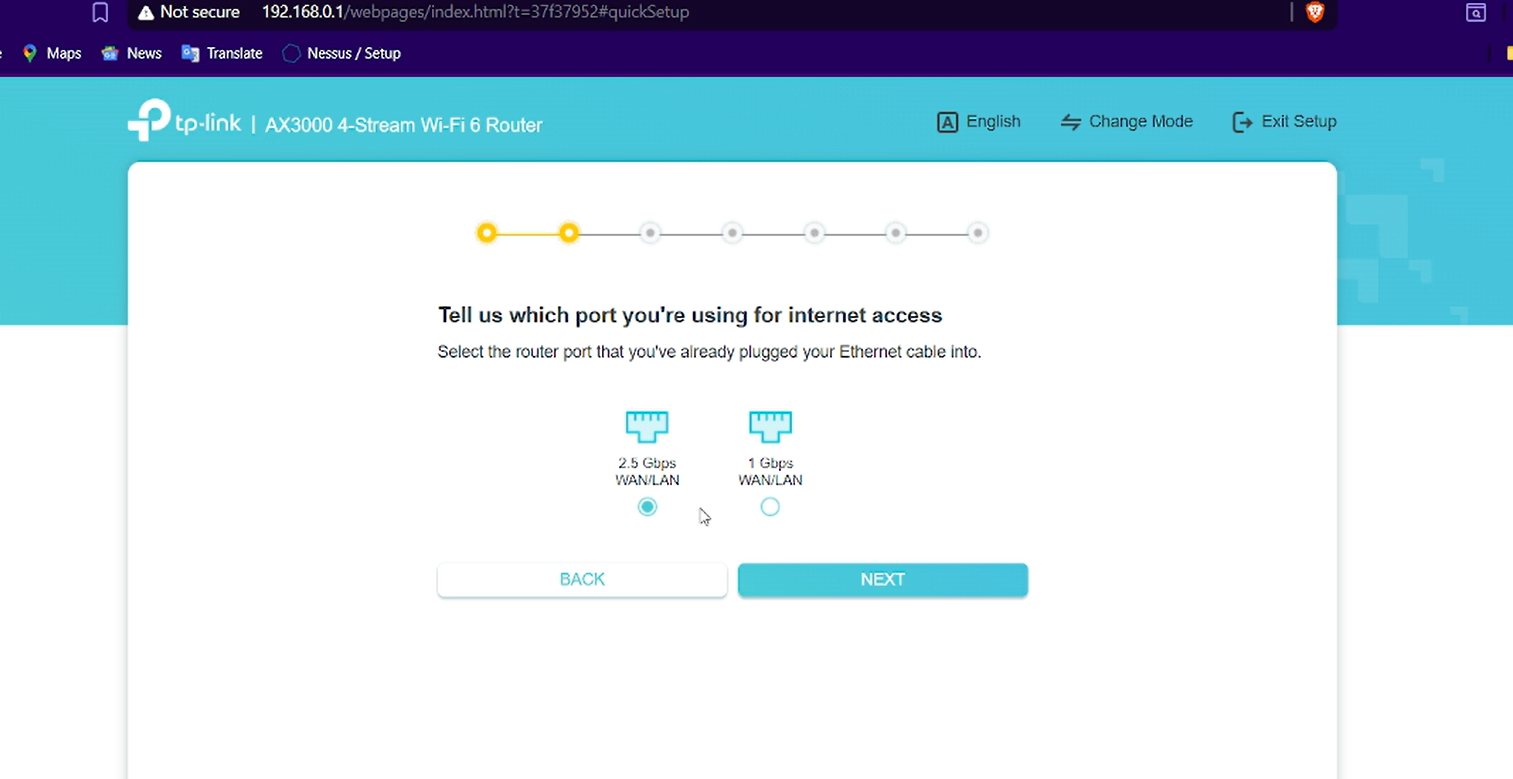 Not secure 192.168.0.1/webpages/index.html?t=37f37952#quickSetup
Maps News Translate Nessus / Setup
tp-link | AX3000 4-Stream Wi-Fi 6 Router
A English Change Mode Exit Setup
Tell us which port you're using for internet access
Select the router port that you've already plugged your Ethernet cable into.
2.5 Gbps 1 Gbps
WAN/LAN WAN/LAN
BACK NEXT